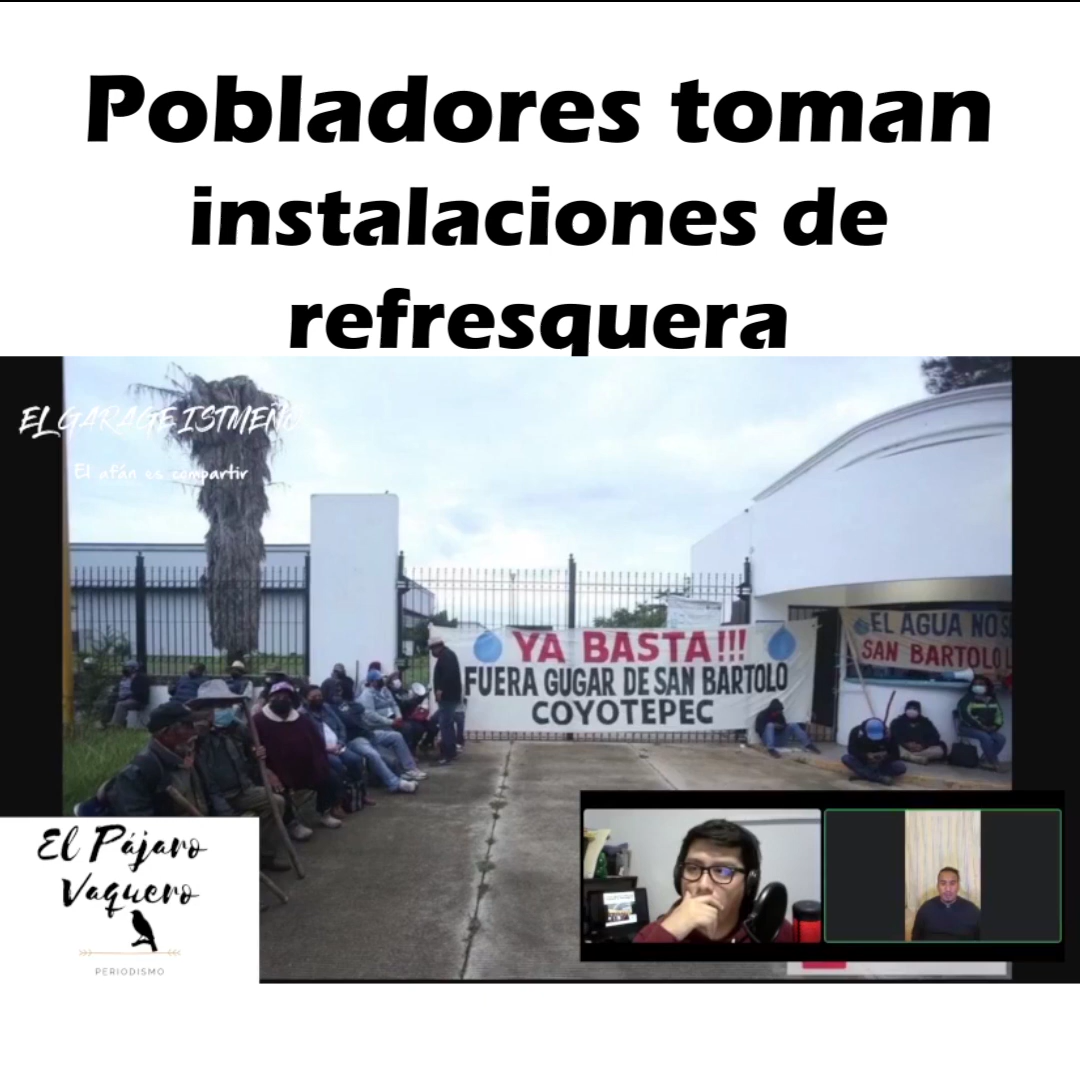 Pobladores toman
instalaciones de
refresquera
EL GARAGE ISTMEÑO
El afán es compartir
YA BASTA!!!
FUERA GUGAR DE SAN BARTOLO
COYOTEPEC
EL AGUA NO S
SAN BARTOLO
El Pájaro
Vaquero
PERIODISMO